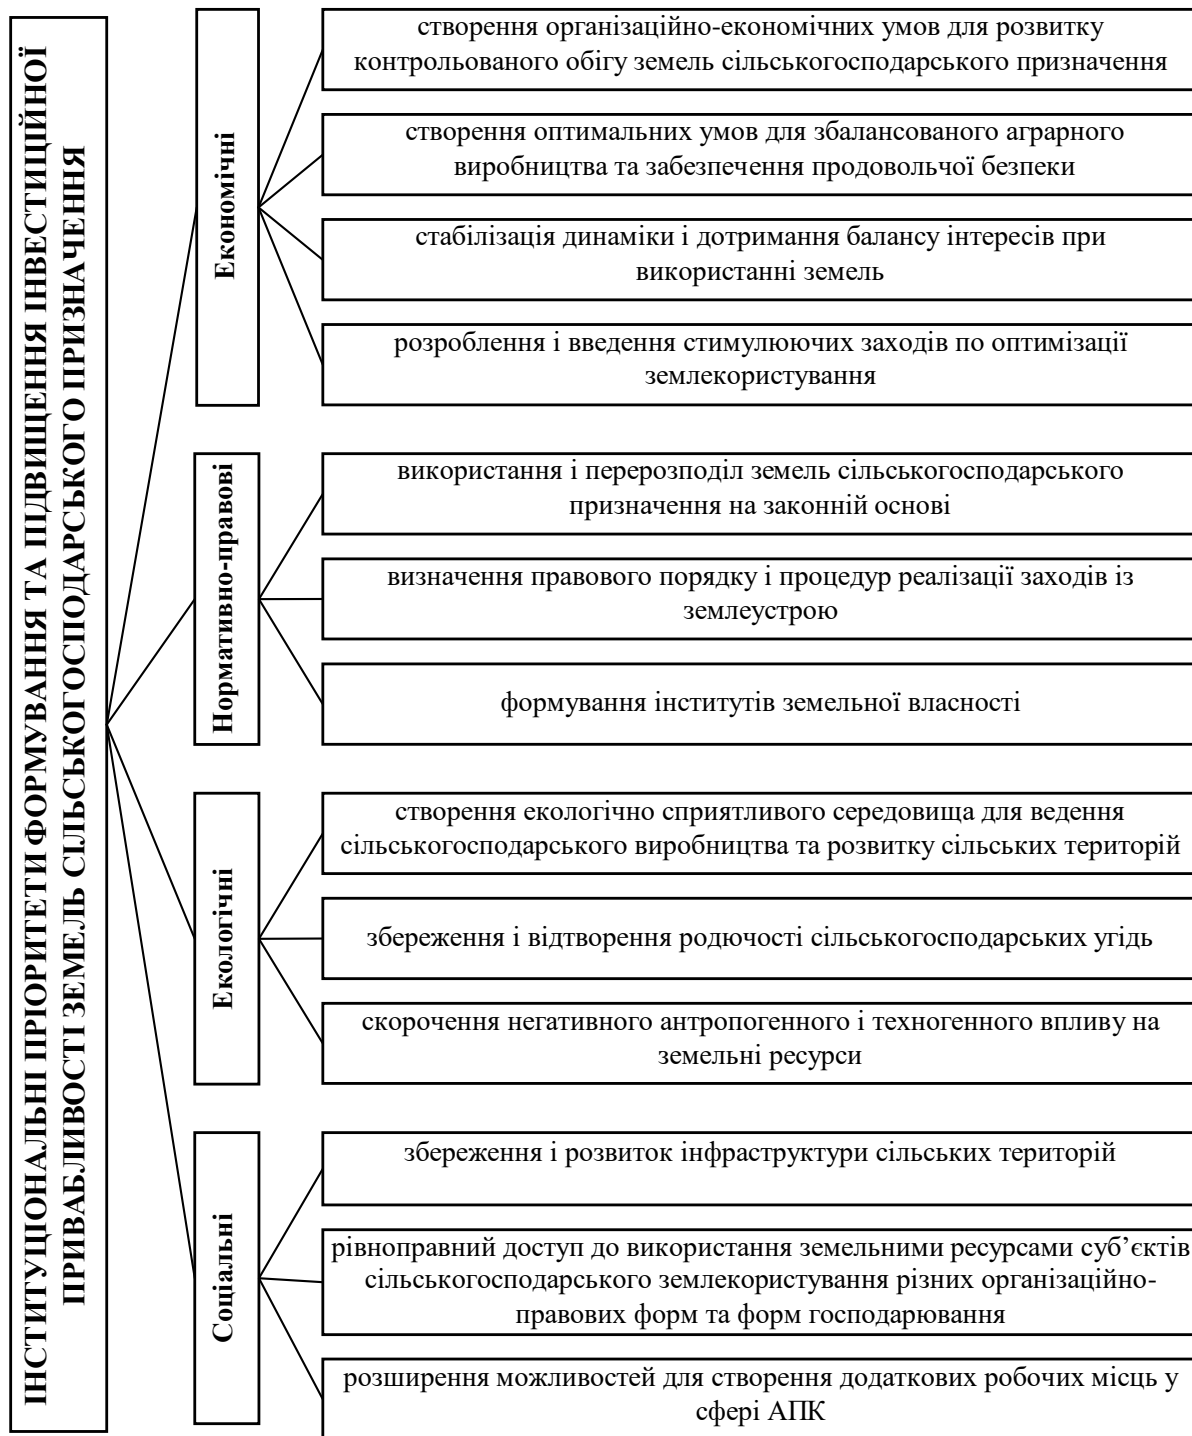 ІНСТИТУЦІОНАЛЬНІ ПРІОРИТЕТИ ФОРМУВАННЯ ТА ПІДВИЩЕННЯ ІНВЕСТИЦІЙНОЇ
ПРИВАБЛИВОСТІ ЗЕМЕЛЬ СІЛЬСЬКОГОСПОДАРСЬКОГО ПРИЗНАЧЕННЯ
Економічні
створення організаційно-економічних умов для розвитку
контрольованого обігу земель сільськогосподарського призначення
створення оптимальних умов для збалансованого аграрного
виробництва та забезпечення продовольчої безпеки
стабілізація динаміки і дотримання балансу інтересів при
використанні земель
розроблення і введення стимулюючих заходів по оптимізації
землекористування
Нормативно-правові
використання і перерозподіл земель сільськогосподарського
призначення на законній основі
визначення правового порядку і процедур реалізації заходів із
землеустрою
формування інститутів земельної власності
Екологічні
створення екологічно сприятливого середовища для ведення
сільськогосподарського виробництва та розвитку сільських територій
збереження і відтворення родючості сільськогосподарських угідь
скорочення негативного антропогенного і техногенного впливу на
земельні ресурси
Соціальні
збереження і розвиток інфраструктури сільських територій
рівноправний доступ до використання земельними ресурсами суб’єктів
сільськогосподарського землекористування різних організаційно-
правових форм та форм господарювання
розширення можливостей для створення додаткових робочих місць у
сфері АПК